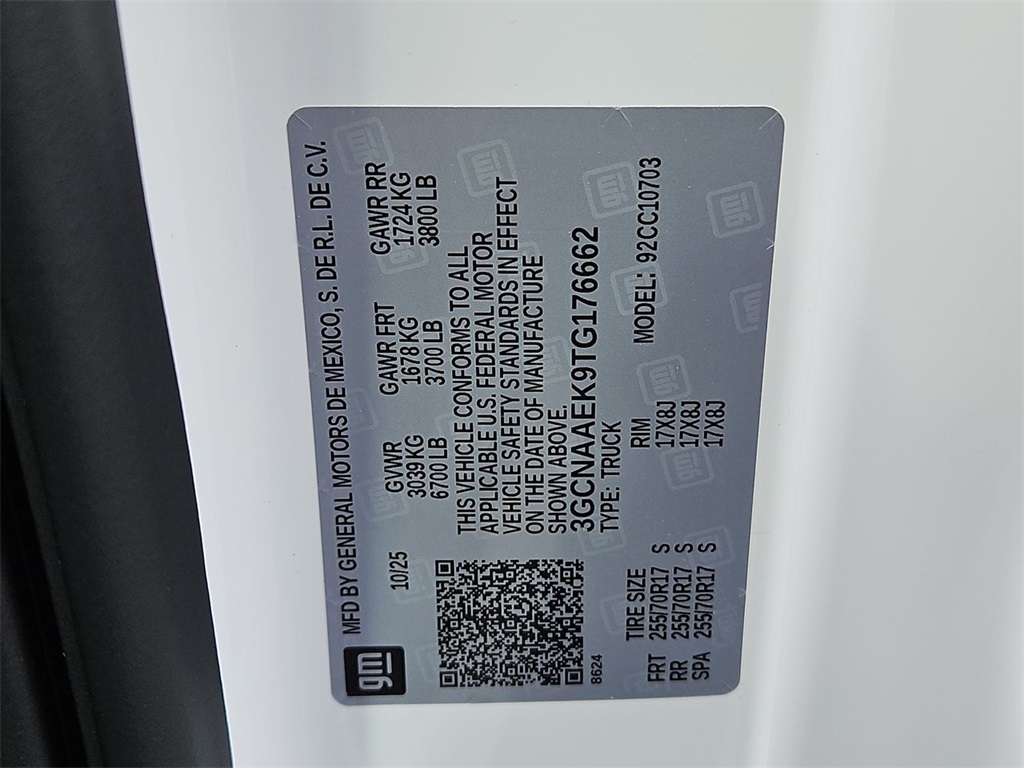 gm MFD BY GENERAL MOTORS DE MEXICO, S. DE R.L. DE C.V.
10/25
GVWR GAWR FRT GAWR RR
3039 KG 1678 KG 1724 KG
6700 LB 3700 LB 3800 LB
THIS VEHICLE CONFORMS TO ALL
APPLICABLE U.S. FEDERAL MOTOR
VEHICLE SAFETY STANDARDS IN EFFECT
ON THE DATE OF MANUFACTURE
SHOWN ABOVE.
3GCNAAEK9TG176662
8624
TYPE: TRUCK MODEL: 92CC10703
TIRE SIZE RIM
FRT 255/70R17 S 17X8J
RR 255/70R17 S 17X8J
SPA 255/70R17 S 17X8J